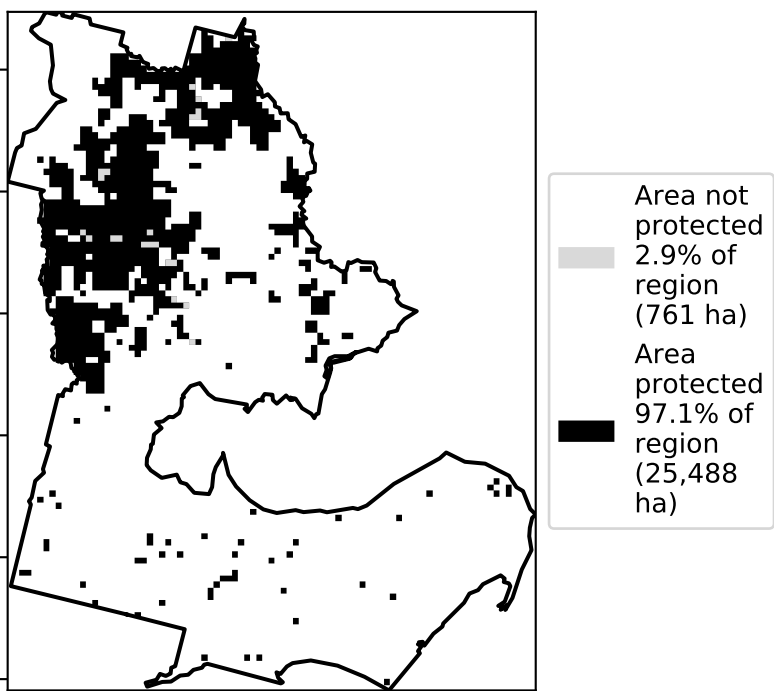 Area not
protected
2.9% of
region
(761 ha)
Area
protected
97.1% of
region
(25,488
ha)